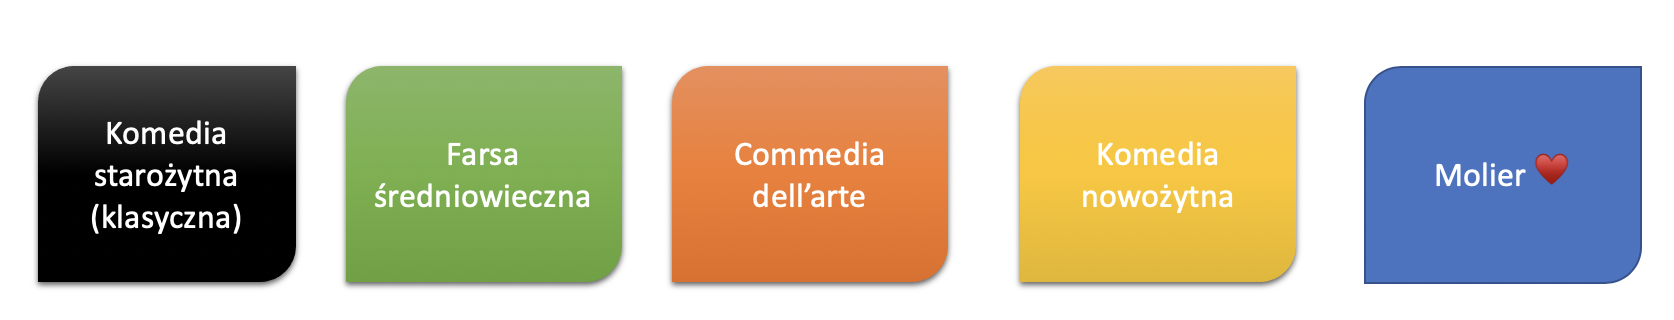 Komedia
starożytna
(klasyczna)
Farsa
średniowieczna
Commedia
dell’arte
Komedia
nowożytna
Molier ♥